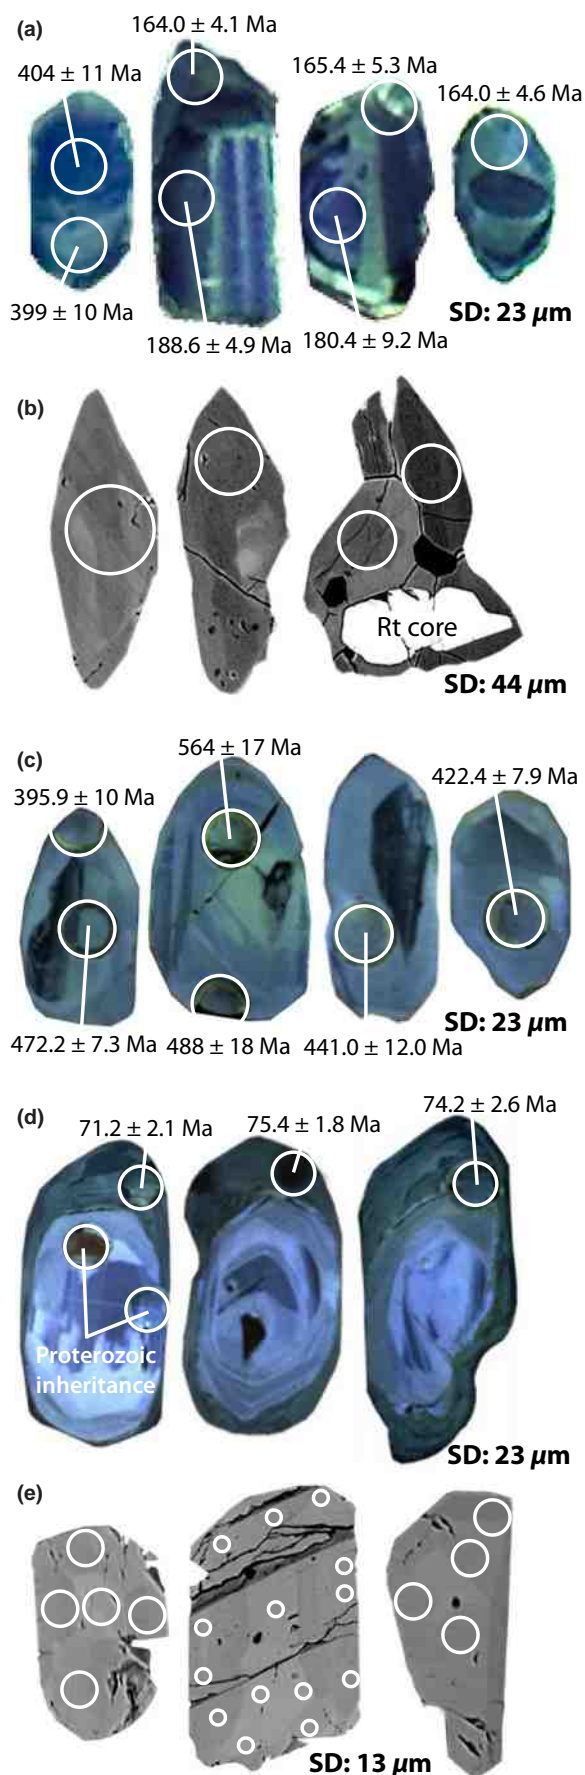 (a)
164.0 ± 4.1 Ma
404 ± 11 Ma
165.4 ± 5.3 Ma
164.0 ± 4.6 Ma
399 ± 10 Ma
188.6 ± 4.9 Ma
180.4 ± 9.2 Ma
SD: 23 µm
(b)
Rt core
SD: 44 µm
(c)
564 ± 17 Ma
395.9 ± 10 Ma
422.4 ± 7.9 Ma
472.2 ± 7.3 Ma
488 ± 18 Ma
441.0 ± 12.0 Ma
SD: 23 µm
(d)
71.2 ± 2.1 Ma
75.4 ± 1.8 Ma
74.2 ± 2.6 Ma
Proterozoic
inheritance
SD: 23 µm
(e)
SD: 13 µm